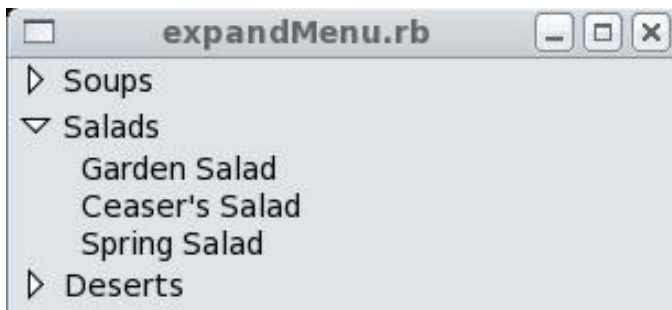 expandMenu.rb
Soups
Salads
Garden Salad
Ceaser's Salad
Spring Salad
Deserts